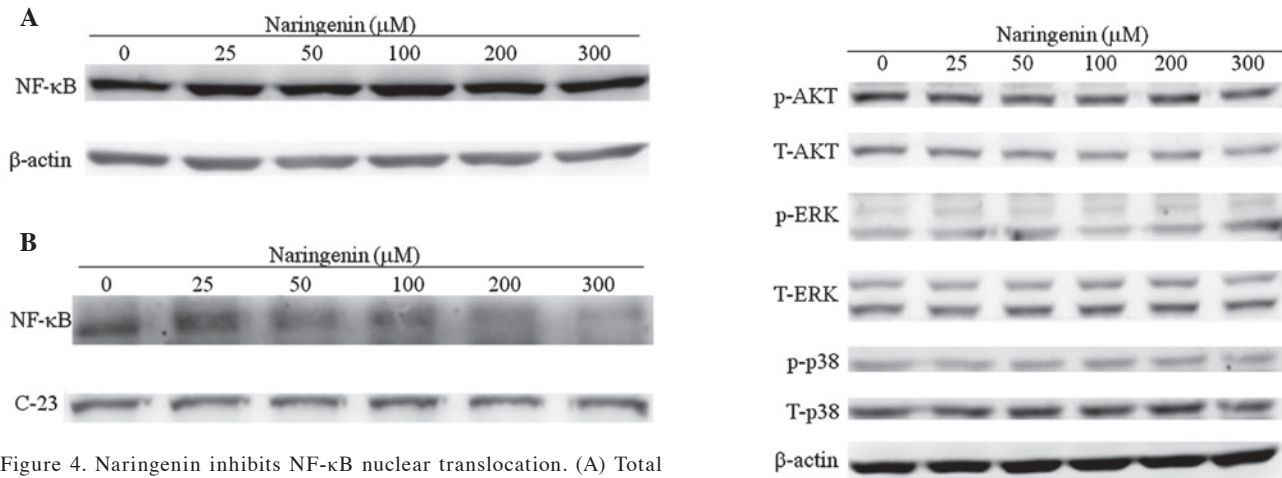 A
Naringenin (μM)
0 25 50 100 200 300
NF-κB
β-actin
B
Naringenin (μM)
0 25 50 100 200 300
NF-κB
C-23
Figure 4. Naringenin inhibits NF-κB nuclear translocation. (A) Total
Naringenin (μM)
0 25 50 100 200 300
p-AKT
T-AKT
p-ERK
T-ERK
p-p38
T-p38
β-actin